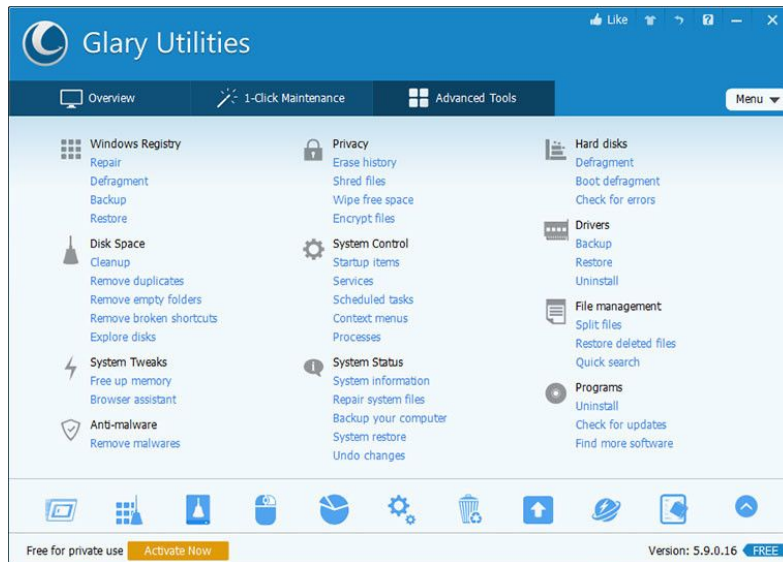 Like
Glary Utilities
Overview
1-Click Maintenance
Advanced Tools
Menu
Windows Registry
Repair
Defragment
Backup
Restore
Disk Space
Cleanup
Remove duplicates
Remove empty folders
Remove broken shortcuts
Explore disks
System Tweaks
Free up memory
Browser assistant
Anti-malware
Remove malwares
Privacy
Erase history
Shred files
Wipe free space
Encrypt files
System Control
Startup items
Services
Scheduled tasks
Context menus
Processes
System Status
System information
Repair system files
Backup your computer
System restore
Undo changes
Hard disks
Defragment
Boot defragment
Check for errors
Drivers
Backup
Restore
Uninstall
File management
Split files
Restore deleted files
Quick search
Programs
Uninstall
Check for updates
Find more software
Free for private use
Activate Now
Version: 5.9.0.16
FREE